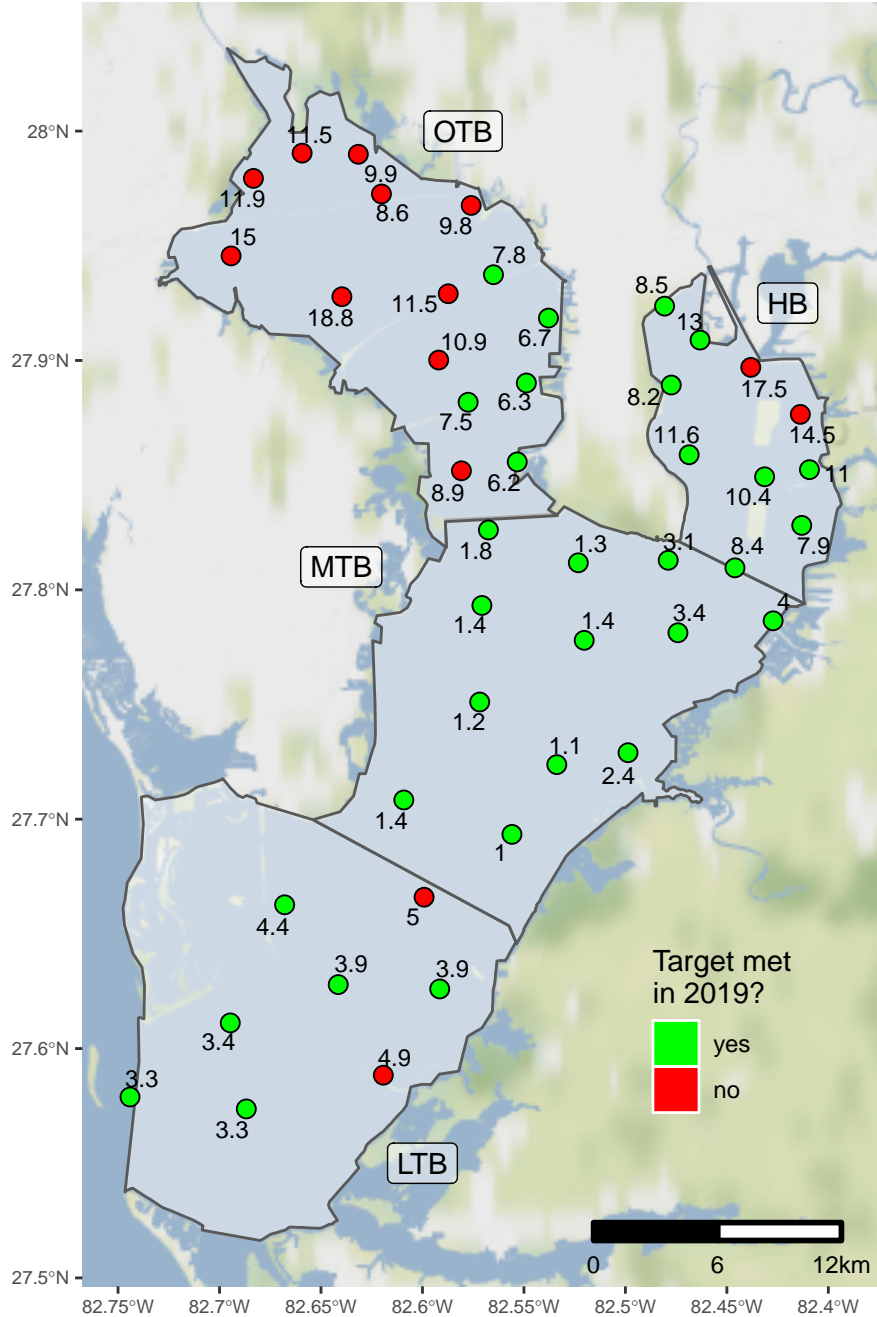 28°N
27.9°N
27.8°N
27.7°N
27.6°N
27.5°N
OTB
11.5
9.9
11.9
8.6
9.8
15
7.8
18.8
11.5
6.7
10.9
6.3
7.5
8.9
6.2
HB
8.5
13
17.5
8.2
14.5
11.6
11
10.4
7.9
8.4
MTB
1.8
1.3
3.1
4
1.4
1.4
3.4
1.2
1.1
2.4
1.4
1
5
4.4
3.9
3.9
3.4
4.9
3.3
3.3
LTB
Target met
in 2019?
yes
no
0 6 12km
82.75°W 82.7°W 82.65°W 82.6°W 82.55°W 82.5°W 82.45°W 82.4°W